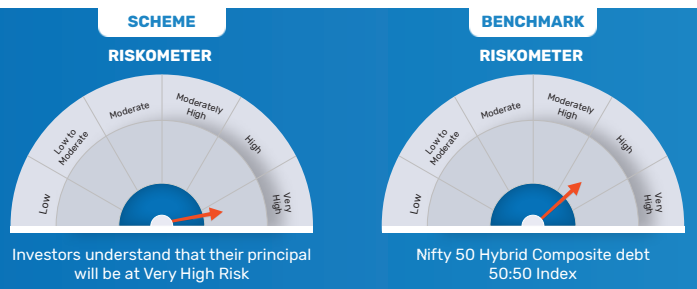 SCHEME
RISKOMETER
Low
Low to
Moderate
Moderate
Moderately
High
High
Very
High
Investors understand that their principal
will be at Very High Risk
BENCHMARK
RISKOMETER
Low
Low to
Moderate
Moderate
Moderately
High
High
Very
High
Nifty 50 Hybrid Composite debt
50:50 Index